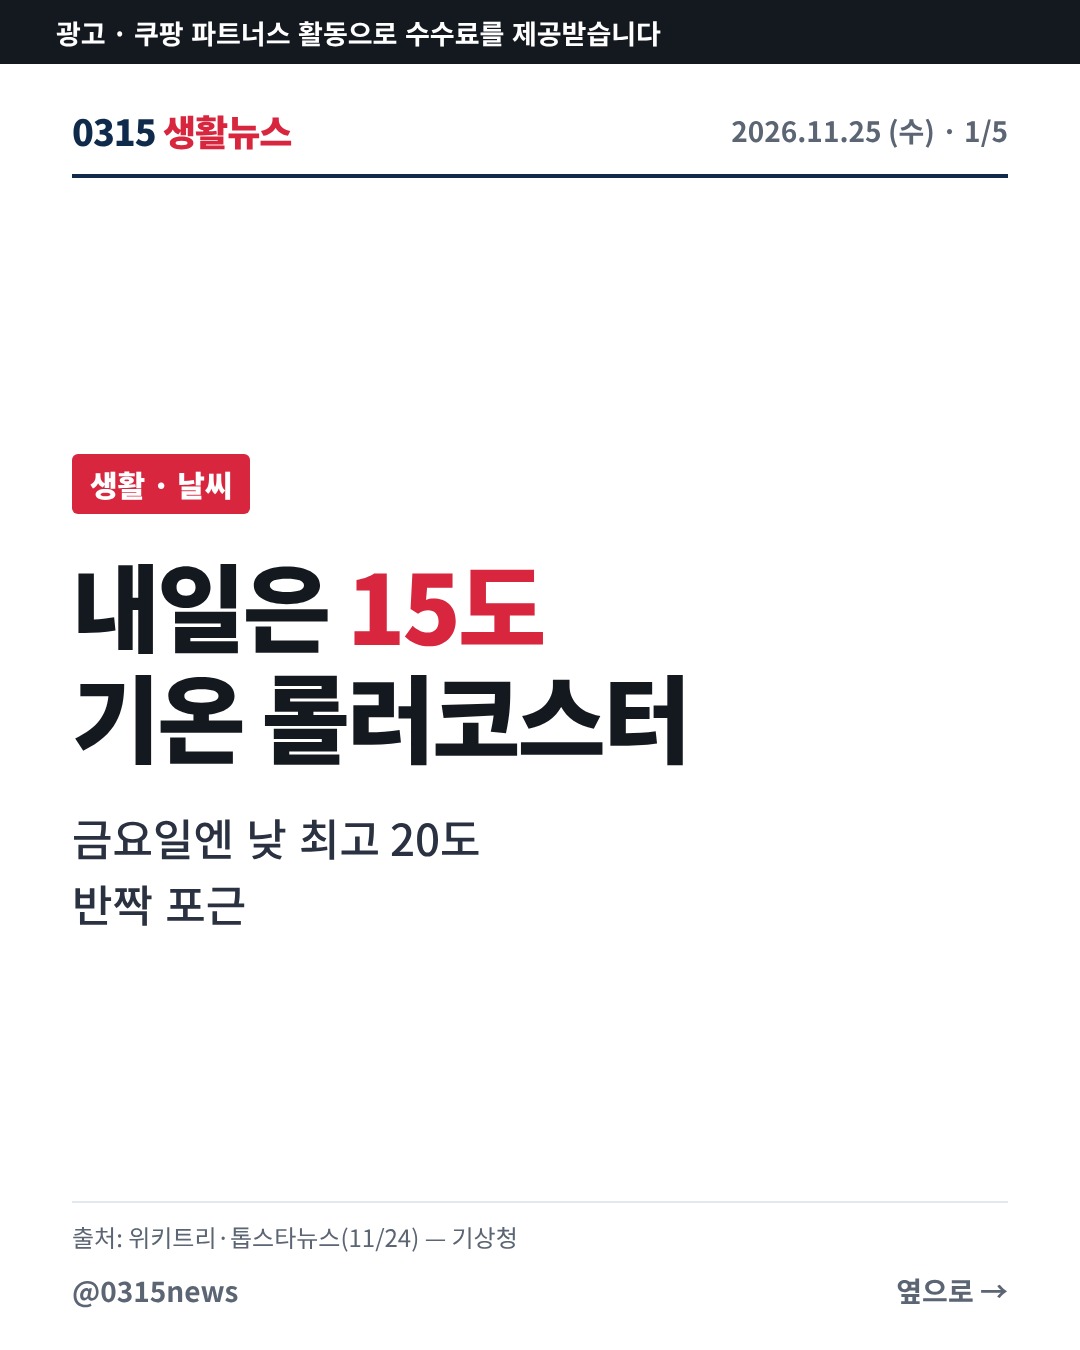 광고 · 쿠팡 파트너스 활동으로 수수료를 제공받습니다
0315 생활뉴스
2026.11.25 (수) · 1/5
생활 · 날씨
내일은 15도
기온 롤러코스터
금요일엔 낮 최고 20도
반짝 포근
출처: 위키트리·톱스타뉴스(11/24) — 기상청
@0315news
옆으로 →